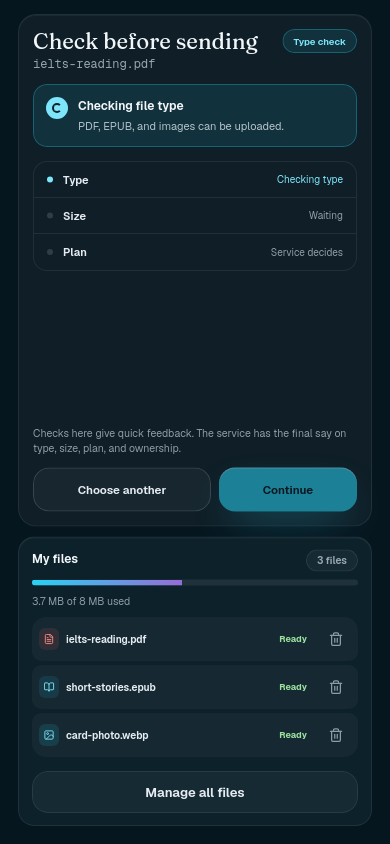 Check before sending
Type check
ielts-reading.pdf
C
Checking file type
PDF, EPUB, and images can be uploaded.
Type
Checking type
Size
Waiting
Plan
Service decides
Checks here give quick feedback. The service has the final say on
type, size, plan, and ownership.
Choose another
Continue
My files
3 files
3.7 MB of 8 MB used
ielts-reading.pdf
Ready
short-stories.epub
Ready
card-photo.webp
Ready
Manage all files